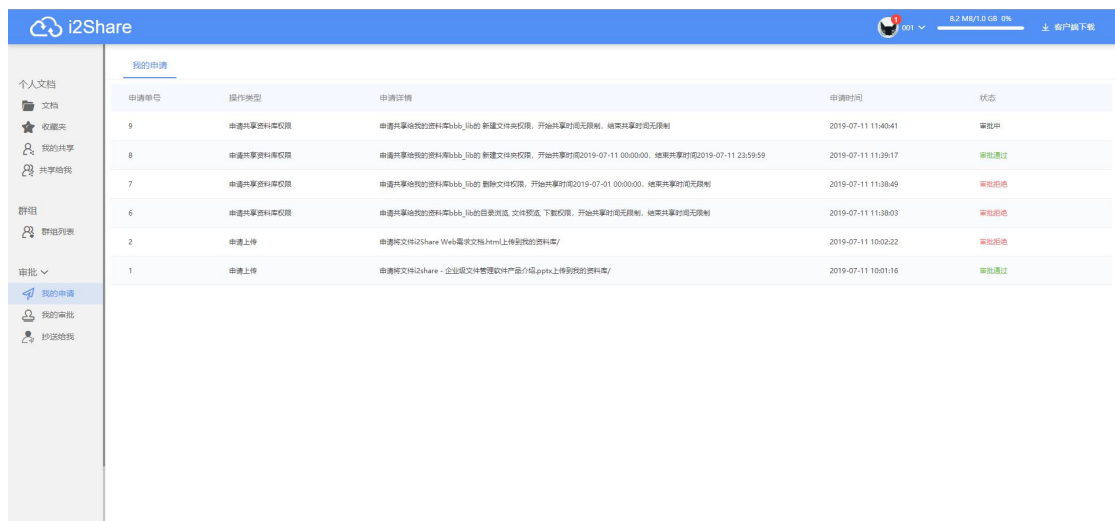 i2Share
1
001
8.2 MB/1.0 GB 0%
客户端下载
个人文档
文档
收藏夹
我的共享
共享给我
群组
群组列表
审批
我的申请
我的审批
抄送给我
我的申请
申请单号 操作类型 申请详情 申请时间 状态
9 申请共享资料库权限 申请共享给我的资料库bbb_lib的 新建文件夹权限, 开始共享时间无限制, 结束共享时间无限制 2019-07-11 11:40:41 审批中
8 申请共享资料库权限 申请共享给我的资料库bbb_lib的 新建文件夹权限, 开始共享时间2019-07-11 00:00:00, 结束共享时间2019-07-11 23:59:59 2019-07-11 11:39:17 审批通过
7 申请共享资料库权限 申请共享给我的资料库bbb_lib的 删除文件权限, 开始共享时间2019-07-01 00:00:00, 结束共享时间无限制 2019-07-11 11:38:49 审批拒绝
6 申请共享资料库权限 申请共享给我的资料库bbb_lib的目录浏览, 文件预览, 下载权限, 开始共享时间无限制, 结束共享时间无限制 2019-07-11 11:38:03 审批拒绝
2 申请上传 申请将文件i2Share Web需求文档.html上传到我的资料库/ 2019-07-11 10:02:22 审批拒绝
1 申请上传 申请将文件i2share - 企业级文件管理软件产品介绍.pptx上传到我的资料库/ 2019-07-11 10:01:16 审批通过